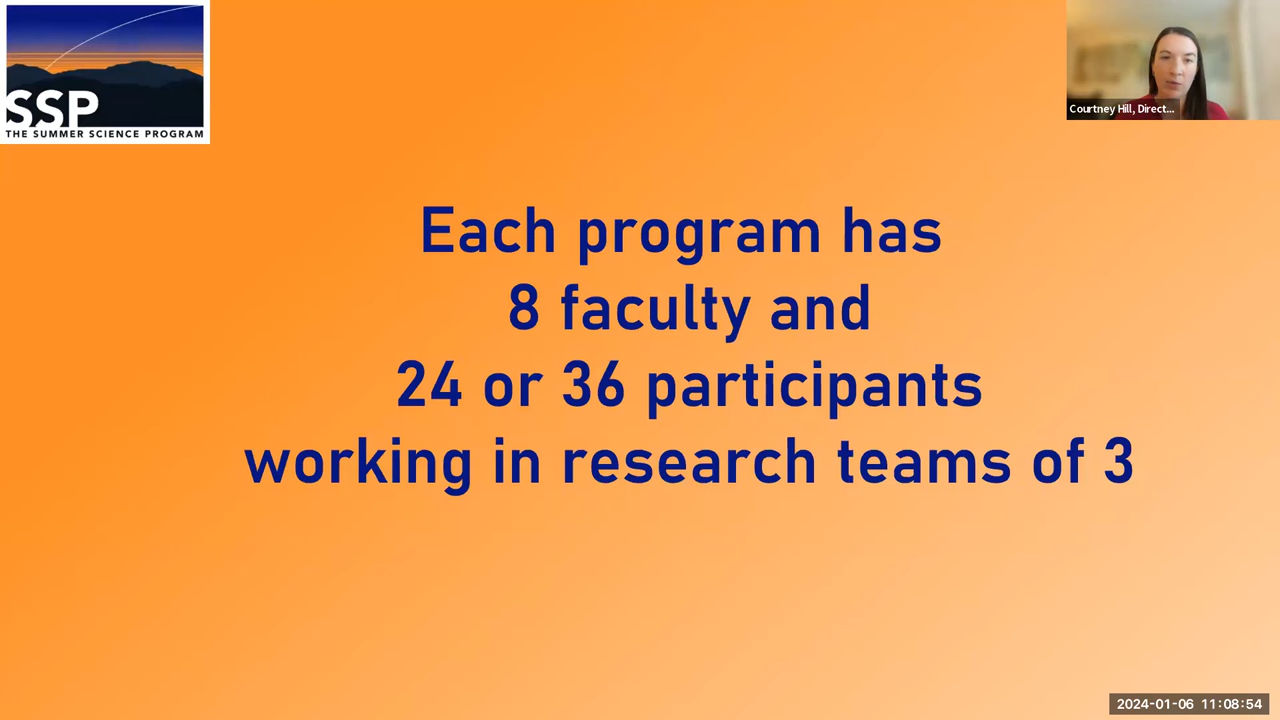 SSP
THE SUMMER SCIENCE PROGRAM
Courtney Hill, Direct...
Each program has
8 faculty and
24 or 36 participants
working in research teams of 3
2024-01-06 11:08:54